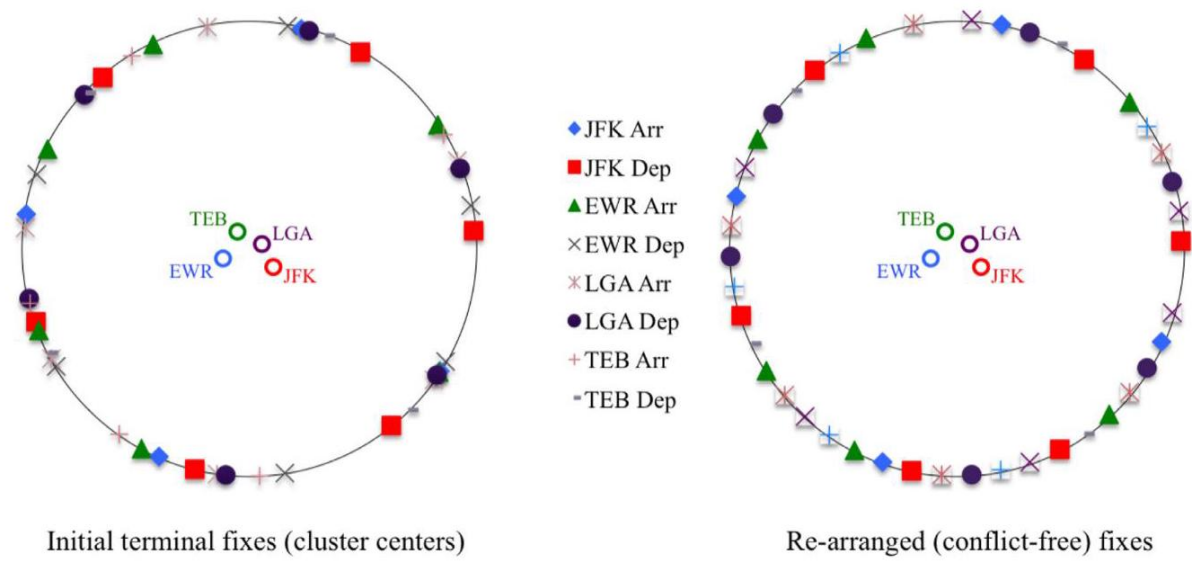 TEB
LGA
EWR
JFK
JFK Arr
JFK Dep
EWR Arr
EWR Dep
LGA Arr
LGA Dep
TEB Arr
TEB Dep
TEB
LGA
EWR
JFK
Initial terminal fixes (cluster centers)
Re-arranged (conflict-free) fixes